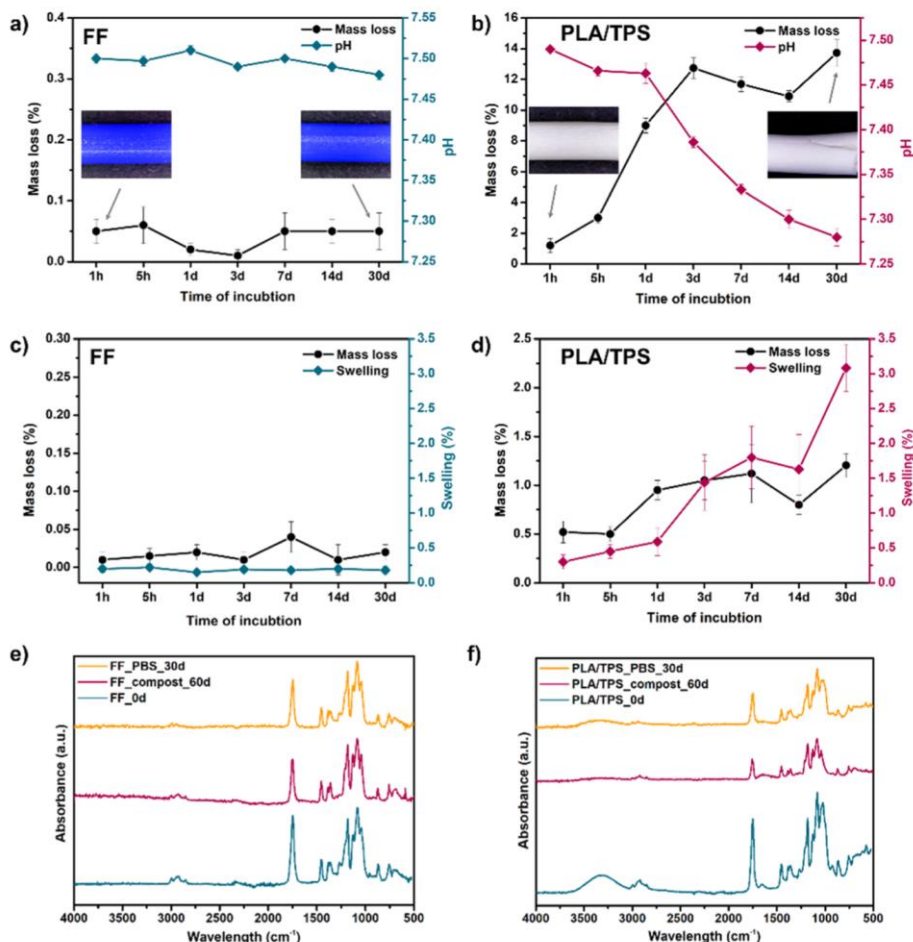 a)
FF
Mass loss
pH
Mass loss (%)
0.4
0.3
0.2
0.1
0.0
7.55
7.50
7.45
7.40
7.35
7.30
7.25
pH
1h 5h 1d 3d 7d 14d 30d
Time of incubtion
b)
PLA/TPS
Mass loss
pH
Mass loss (%)
16
14
12
10
8
6
4
2
0
7.50
7.45
7.40
7.35
7.30
7.25
pH
1h 5h 1d 3d 7d 14d 30d
Time of incubtion
c)
FF
Mass loss
Swelling
Mass loss (%)
0.30
0.25
0.20
0.15
0.10
0.05
0.00
3.5
3.0
2.5
2.0
1.5
1.0
0.5
0.0
Swelling (%)
1h 5h 1d 3d 7d 14d 30d
Time of incubtion
d)
PLA/TPS
Mass loss
Swelling
Mass loss (%)
2.5
2.0
1.5
1.0
0.5
0.0
3.5
3.0
2.5
2.0
1.5
1.0
0.5
0.0
Swelling (%)
1h 5h 1d 3d 7d 14d 30d
Time of incubtion
e)
FF_PBS_30d
FF_compost_60d
FF_0d
Absorbance (a.u.)
4000 3500 3000 2500 2000 1500 1000 500
Wavelength (cm⁻¹)
f)
PLA/TPS_PBS_30d
PLA/TPS_compost_60d
PLA/TPS_0d
Absorbance (a.u.)
4000 3500 3000 2500 2000 1500 1000 500
Wavelength (cm⁻¹)